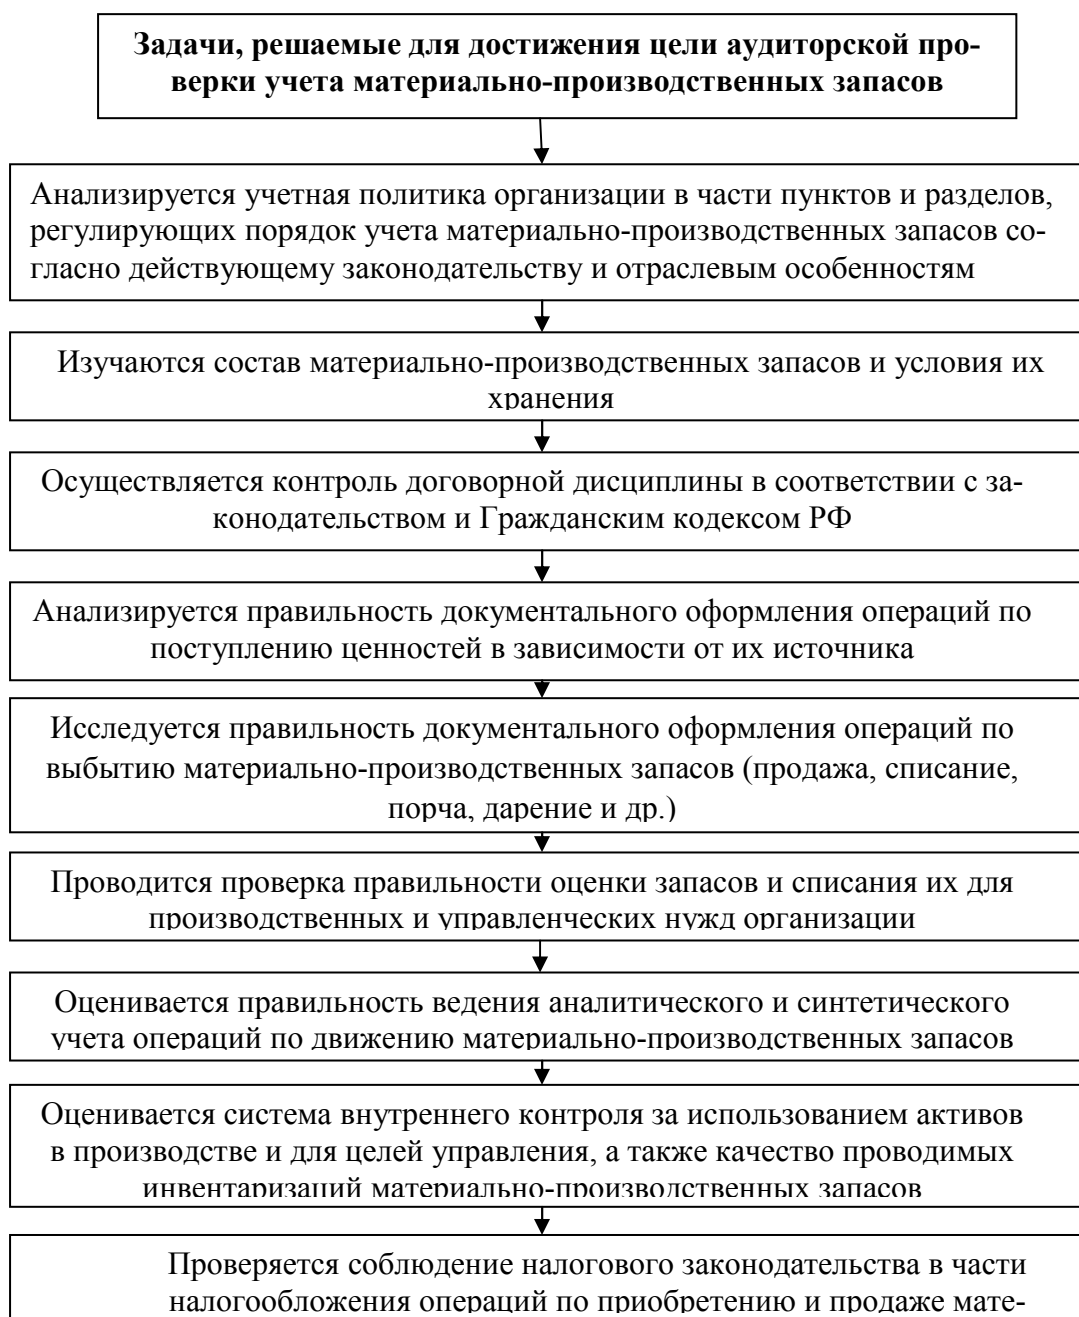 Задачи, решаемые для достижения цели аудиторской про-
верки учета материально-производственных запасов
Анализируется учетная политика организации в части пунктов и разделов,
регулирующих порядок учета материально-производственных запасов со-
гласно действующему законодательству и отраслевым особенностям
Изучаются состав материально-производственных запасов и условия их
хранения
Осуществляется контроль договорной дисциплины в соответствии с за-
конодательством и Гражданским кодексом РФ
Анализируется правильность документального оформления операций по
поступлению ценностей в зависимости от их источника
Исследуется правильность документального оформления операций по
выбытию материально-производственных запасов (продажа, списание,
порча, дарение и др.)
Проводится проверка правильности оценки запасов и списания их для
производственных и управленческих нужд организации
Оценивается правильность ведения аналитического и синтетического
учета операций по движению материально-производственных запасов
Оценивается система внутреннего контроля за использованием активов
в производстве и для целей управления, а также качество проводимых
инвентаризаций материально-производственных запасов
Проверяется соблюдение налогового законодательства в части
налогообложения операций по приобретению и продаже мате-